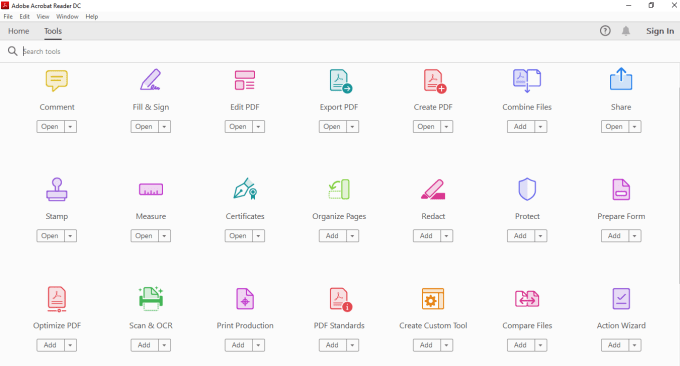 Adobe Acrobat Reader DC
File Edit View Window Help
Home Tools Sign In
Search tools
Comment Fill & Sign Edit PDF Export PDF Create PDF Combine Files Share
Open Open Open Open Open Add Open
Stamp Measure Certificates Organize Pages Redact Protect Prepare Form
Open Open Open Add Add Add Add
Optimize PDF Scan & OCR Print Production PDF Standards Create Custom Tool Compare Files Action Wizard
Add Add Add Add Add Add Add